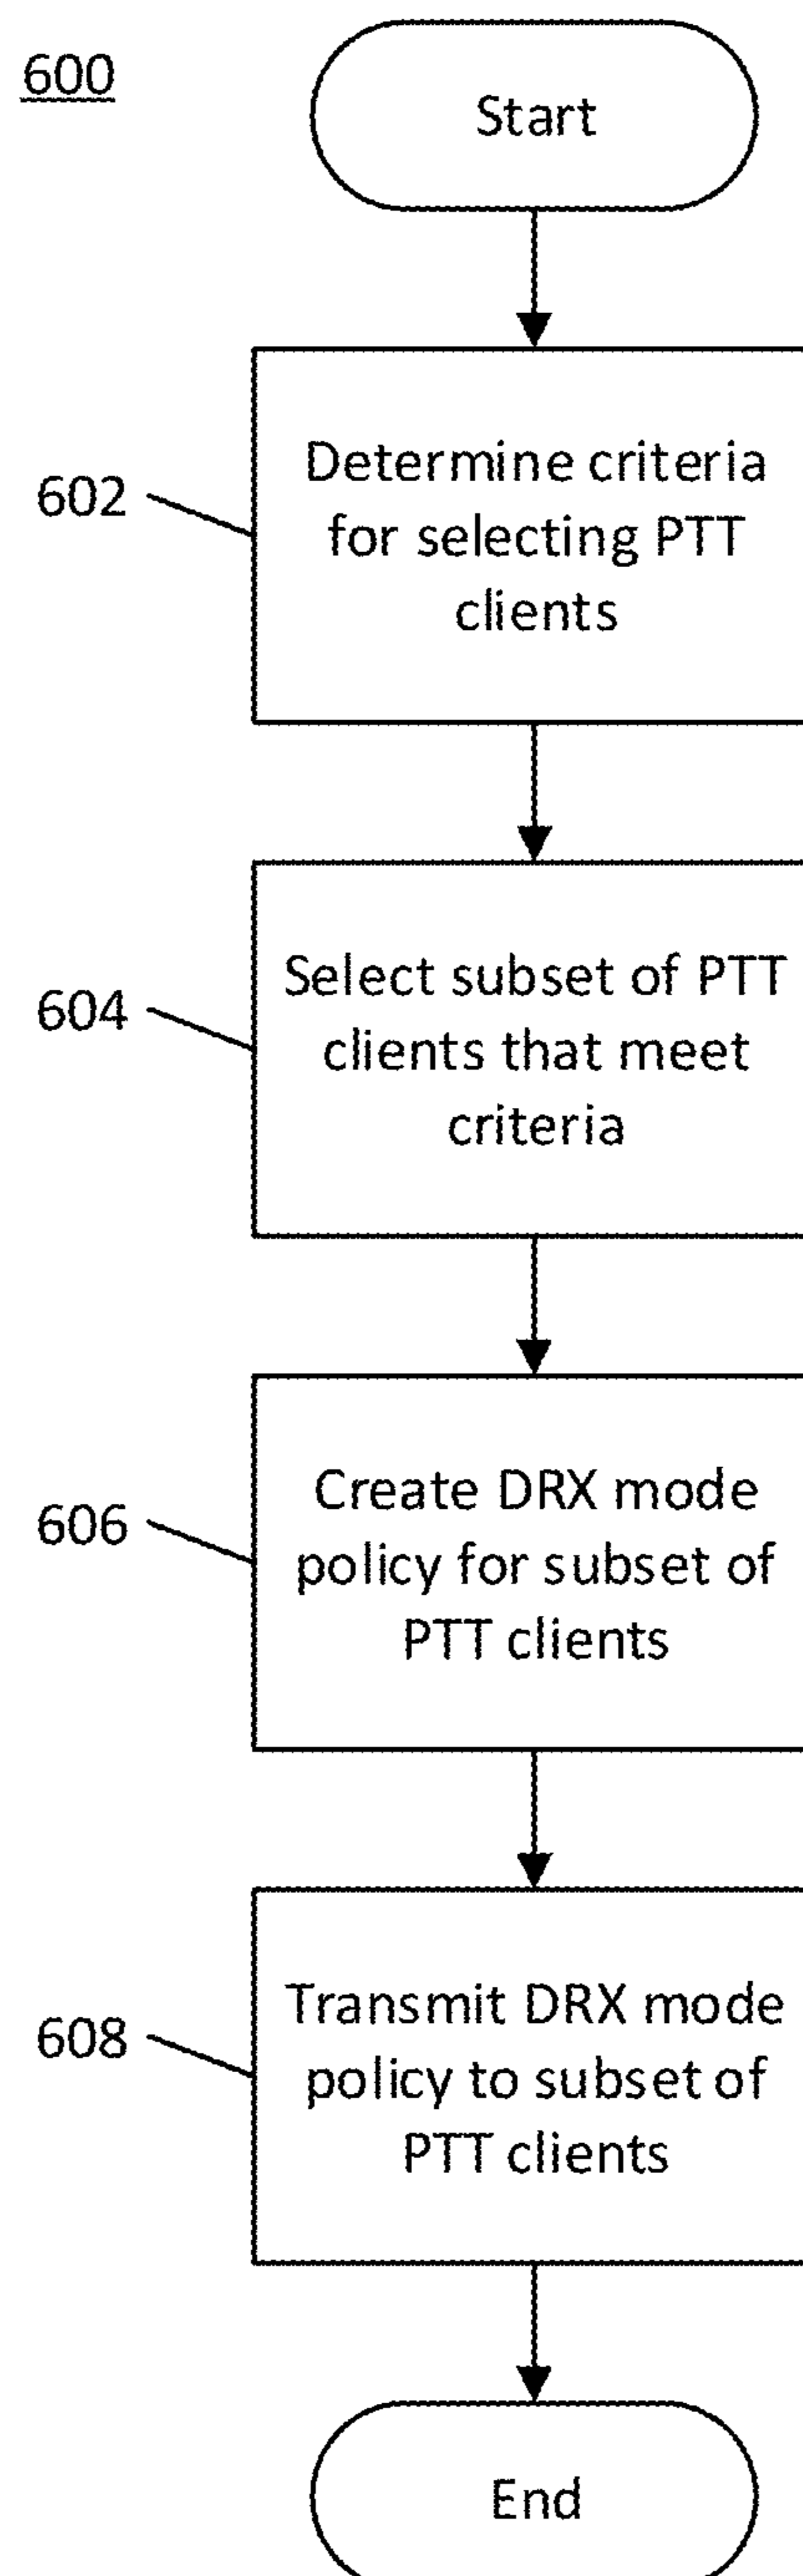 600
Start
602
Determine criteria
for selecting PTT
clients
604
Select subset of PTT
clients that meet
criteria
606
Create DRX mode
policy for subset of
PTT clients
608
Transmit DRX mode
policy to subset of
PTT clients
End